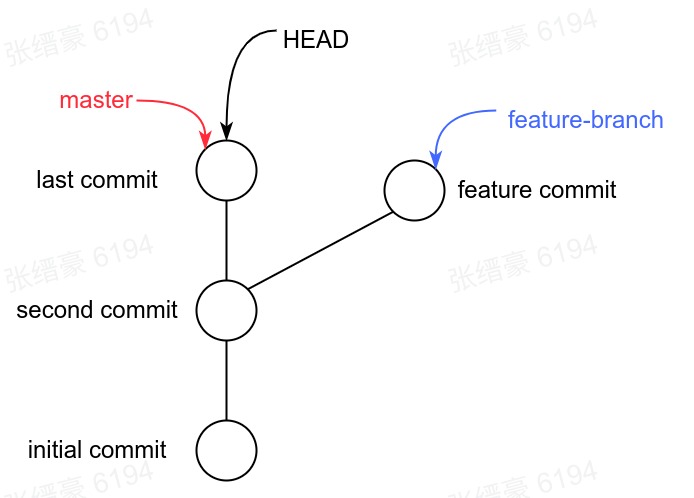 张缙豪 6194
张缙豪 6194
HEAD
master
feature-branch
last commit
feature commit
张缙豪 6194
张缙豪 6194
second commit
initial commit
张缙豪 6194
张缙豪 6194